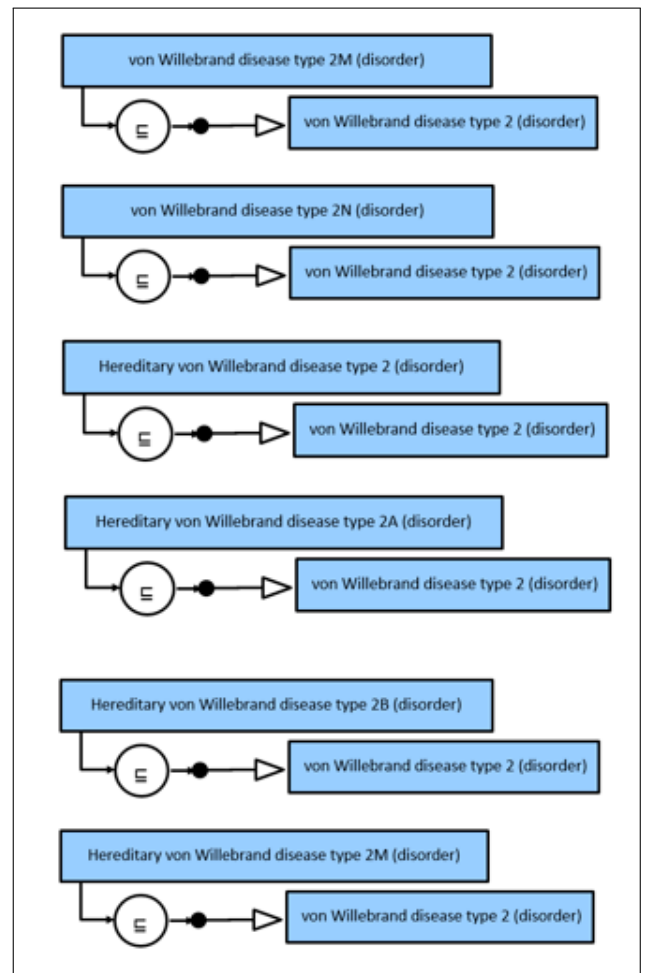 von Willebrand disease type 2M (disorder)
⊑
von Willebrand disease type 2 (disorder)
von Willebrand disease type 2N (disorder)
⊑
von Willebrand disease type 2 (disorder)
Hereditary von Willebrand disease type 2 (disorder)
⊑
von Willebrand disease type 2 (disorder)
Hereditary von Willebrand disease type 2A (disorder)
⊑
von Willebrand disease type 2 (disorder)
Hereditary von Willebrand disease type 2B (disorder)
⊑
von Willebrand disease type 2 (disorder)
Hereditary von Willebrand disease type 2M (disorder)
⊑
von Willebrand disease type 2 (disorder)